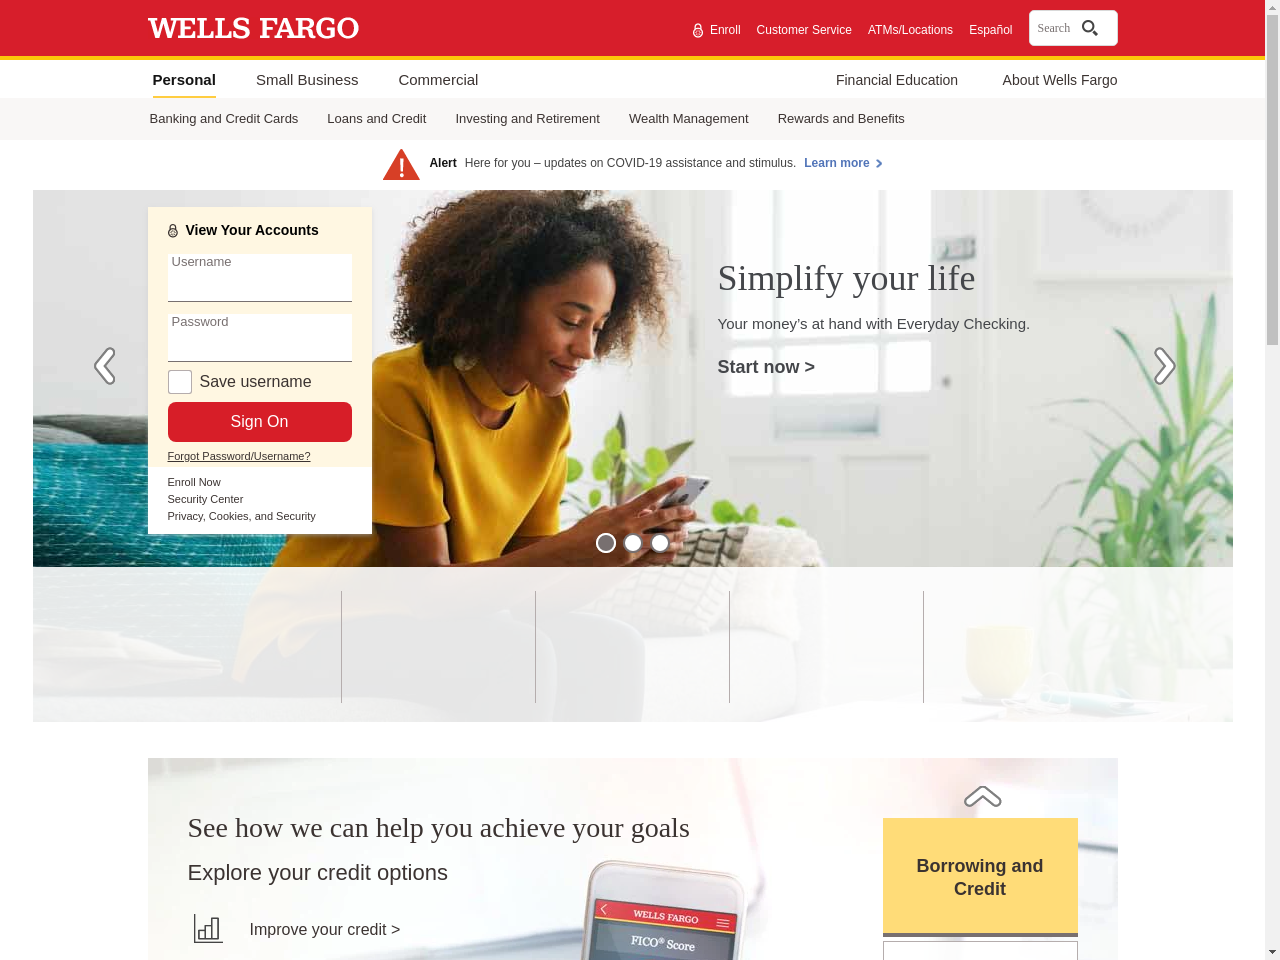 WELLS FARGO
Enroll
Customer Service
ATMs/Locations
Español
Search
Personal
Small Business
Commercial
Financial Education
About Wells Fargo
Banking and Credit Cards
Loans and Credit
Investing and Retirement
Wealth Management
Rewards and Benefits
Alert Here for you – updates on COVID-19 assistance and stimulus. Learn more
View Your Accounts
Username
Password
Save username
Sign On
Forgot Password/Username?
Enroll Now
Security Center
Privacy, Cookies, and Security
Simplify your life
Your money’s at hand with Everyday Checking.
Start now >
See how we can help you achieve your goals
Explore your credit options
Improve your credit >
WELLS FARGO
FICO® Score
Borrowing and
Credit